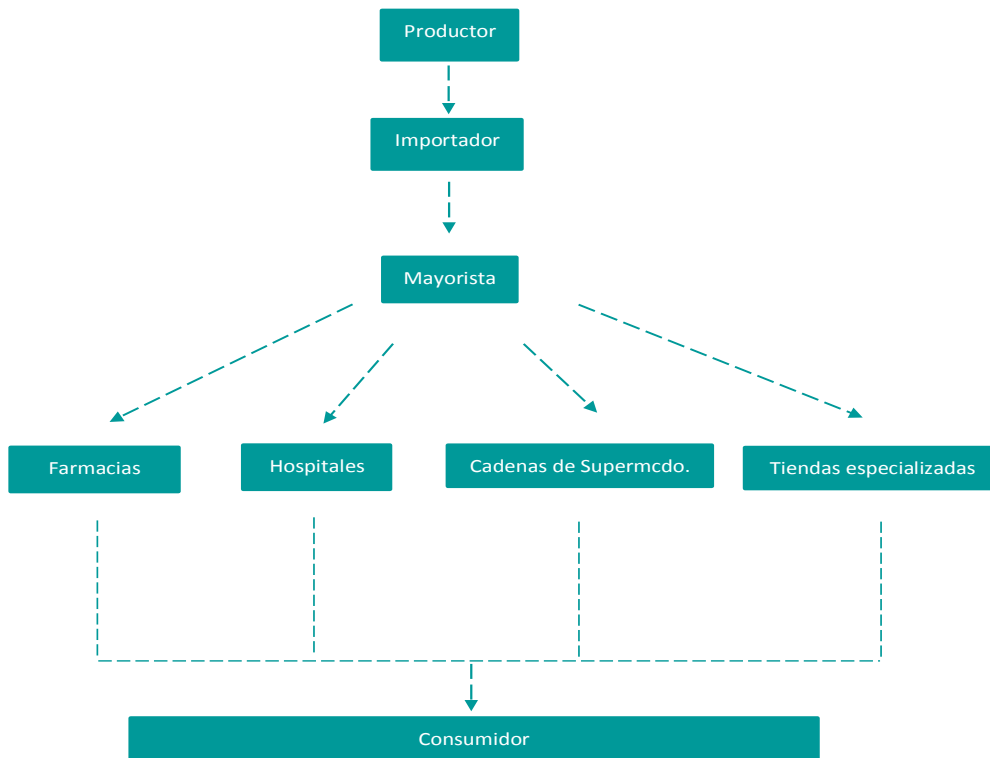 Productor
Importador
Mayorista
Farmacias
Hospitales
Cadenas de Supermcdo.
Tiendas especializadas
Consumidor